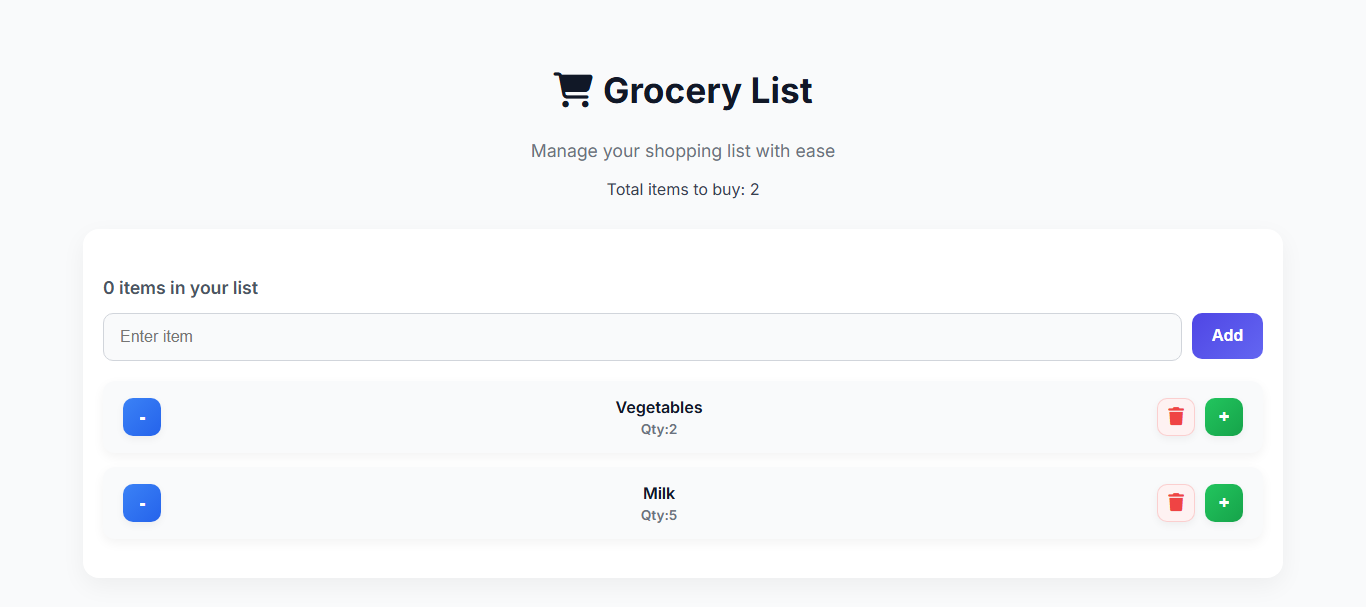 Grocery List
Manage your shopping list with ease
Total items to buy: 2
0 items in your list
Enter item
Add
-
Vegetables
Qty:2
+
-
Milk
Qty:5
+